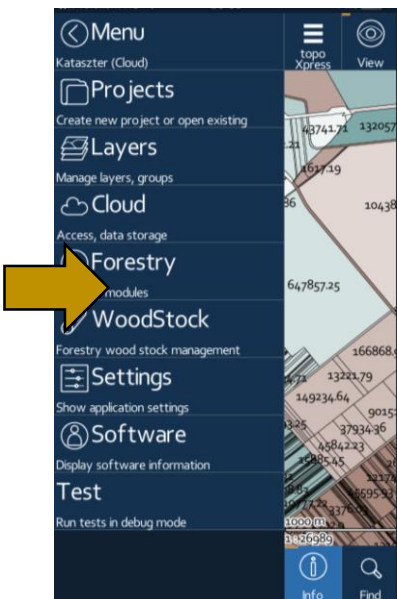 Menu
Kataszter (Cloud)
Projects
Create new project or open existing
Layers
Manage layers, groups
Cloud
Access, data storage
Forestry
modules
WoodStock
Forestry wood stock management
Settings
Show application settings
Software
Display software information
Test
Run tests in debug mode
topo
Xpress
View
43741.71
132057
1617.19
10438
647857.25
166868.
13221.79
149234.64
90152
37934.36
45842.23
1000 m
Info
Find